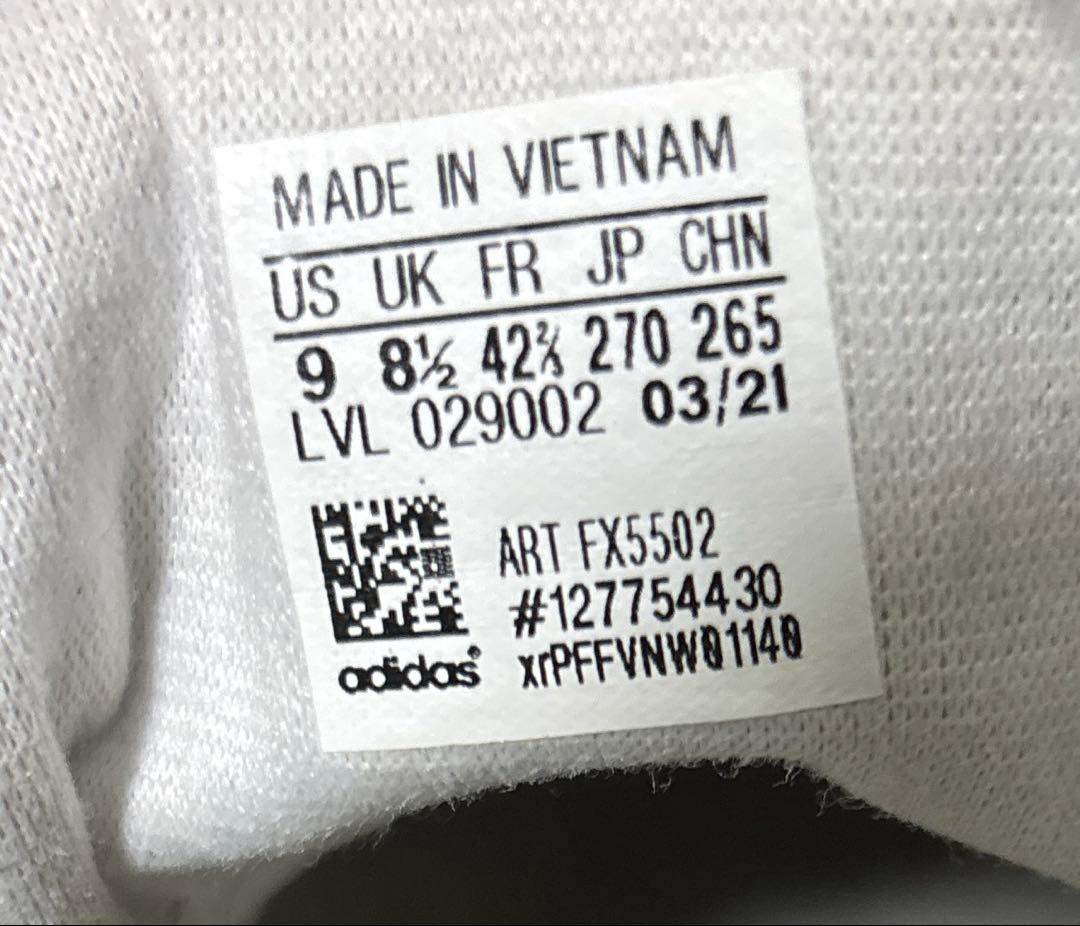 MADE IN VIETNAM
US UK FR JP CHN
9 8½ 42⅔ 270 265
LVL 029002 03/21
ART FX5502
#127754430
xrPFFVNW01140
adidas®